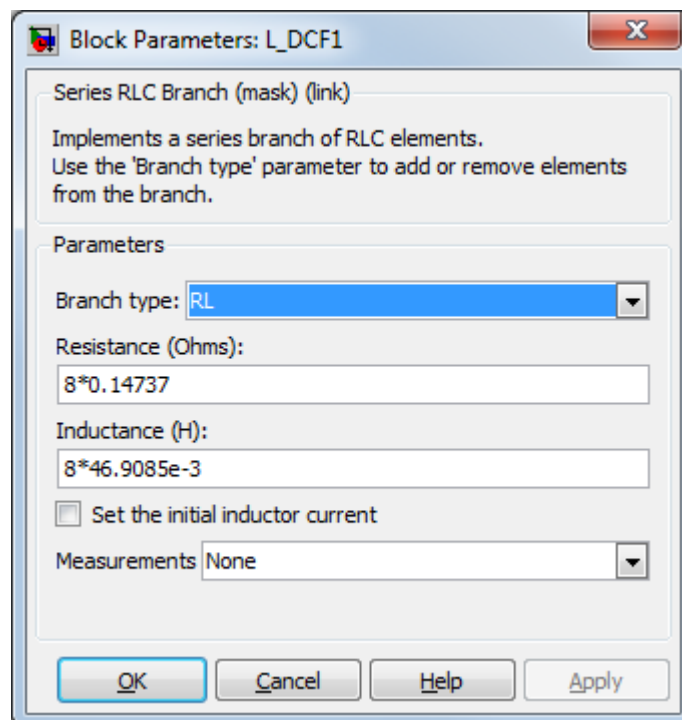 Block Parameters: L_DCF1
Series RLC Branch (mask) (link)
Implements a series branch of RLC elements.
Use the 'Branch type' parameter to add or remove elements
from the branch.
Parameters
Branch type: RL
Resistance (Ohms):
8*0.14737
Inductance (H):
8*46.9085e-3
Set the initial inductor current
Measurements None
OK Cancel Help Apply